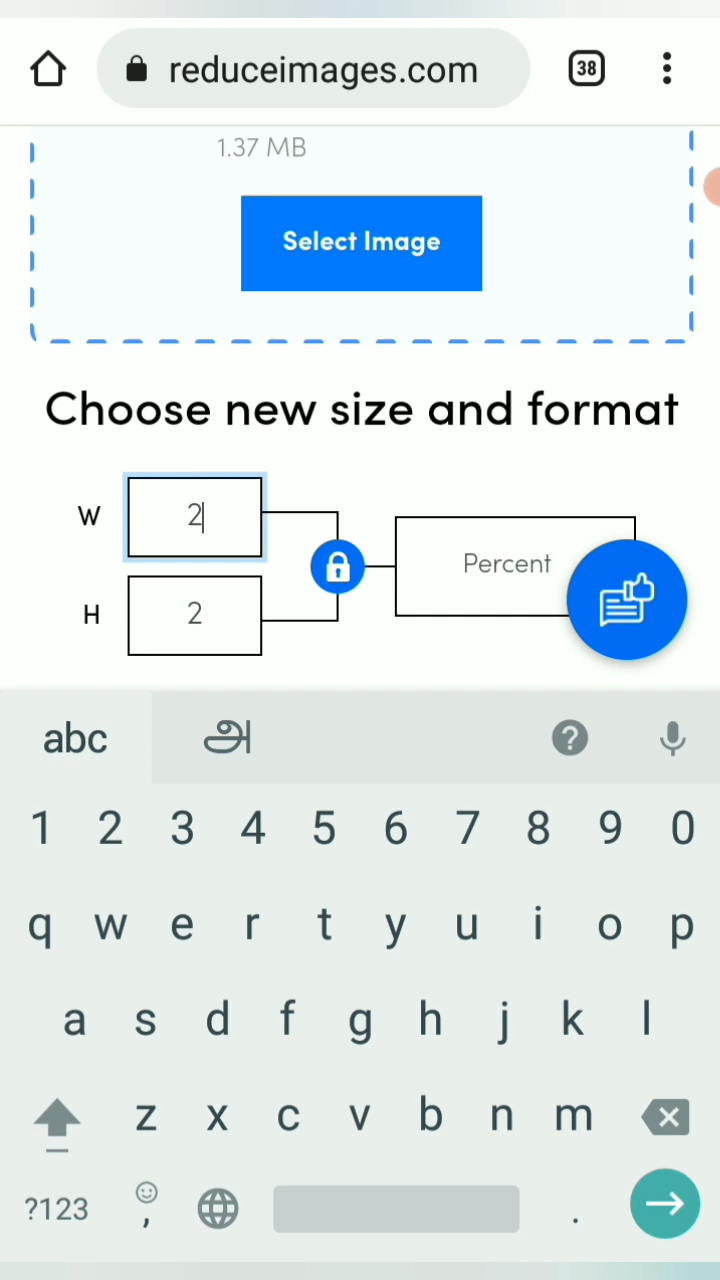 reduceimages.com 38
1.37 MB
Select Image
Choose new size and format
W 2
Percent
H 2
abc அ ?
1 2 3 4 5 6 7 8 9 0
q w e r t y u i o p
a s d f g h j k l
z x c v b n m
?123 , .